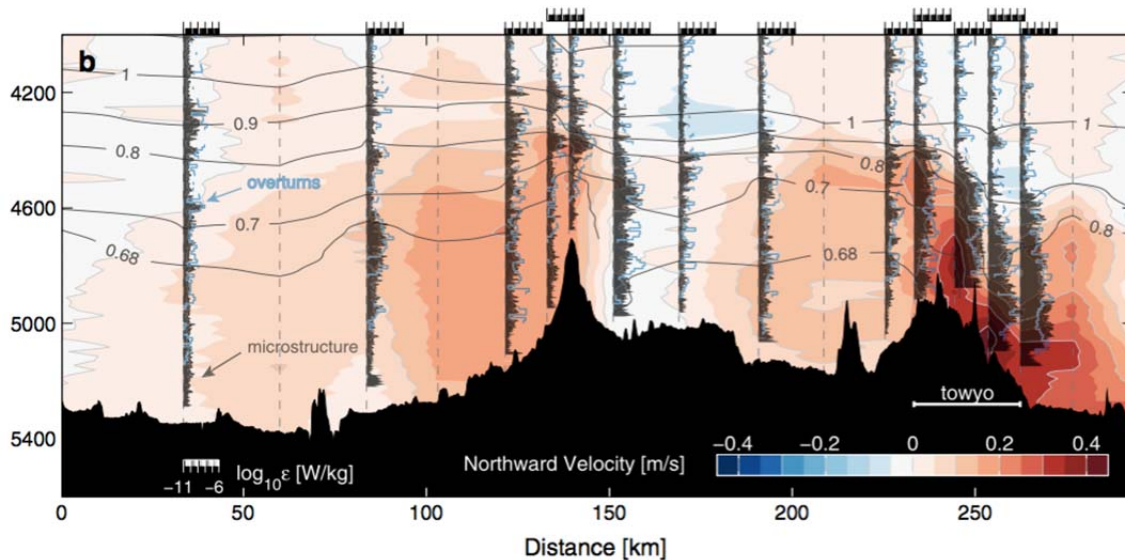 b
4200
4600
5000
5400
1
0.9
0.8
0.7
0.68
overturns
microstructure
1
0.8
0.7
0.68
1
0.8
towyo
log10ε [W/kg]
−11 −6
Northward Velocity [m/s]
−0.4 −0.2 0 0.2 0.4
0 50 100 150 200 250
Distance [km]